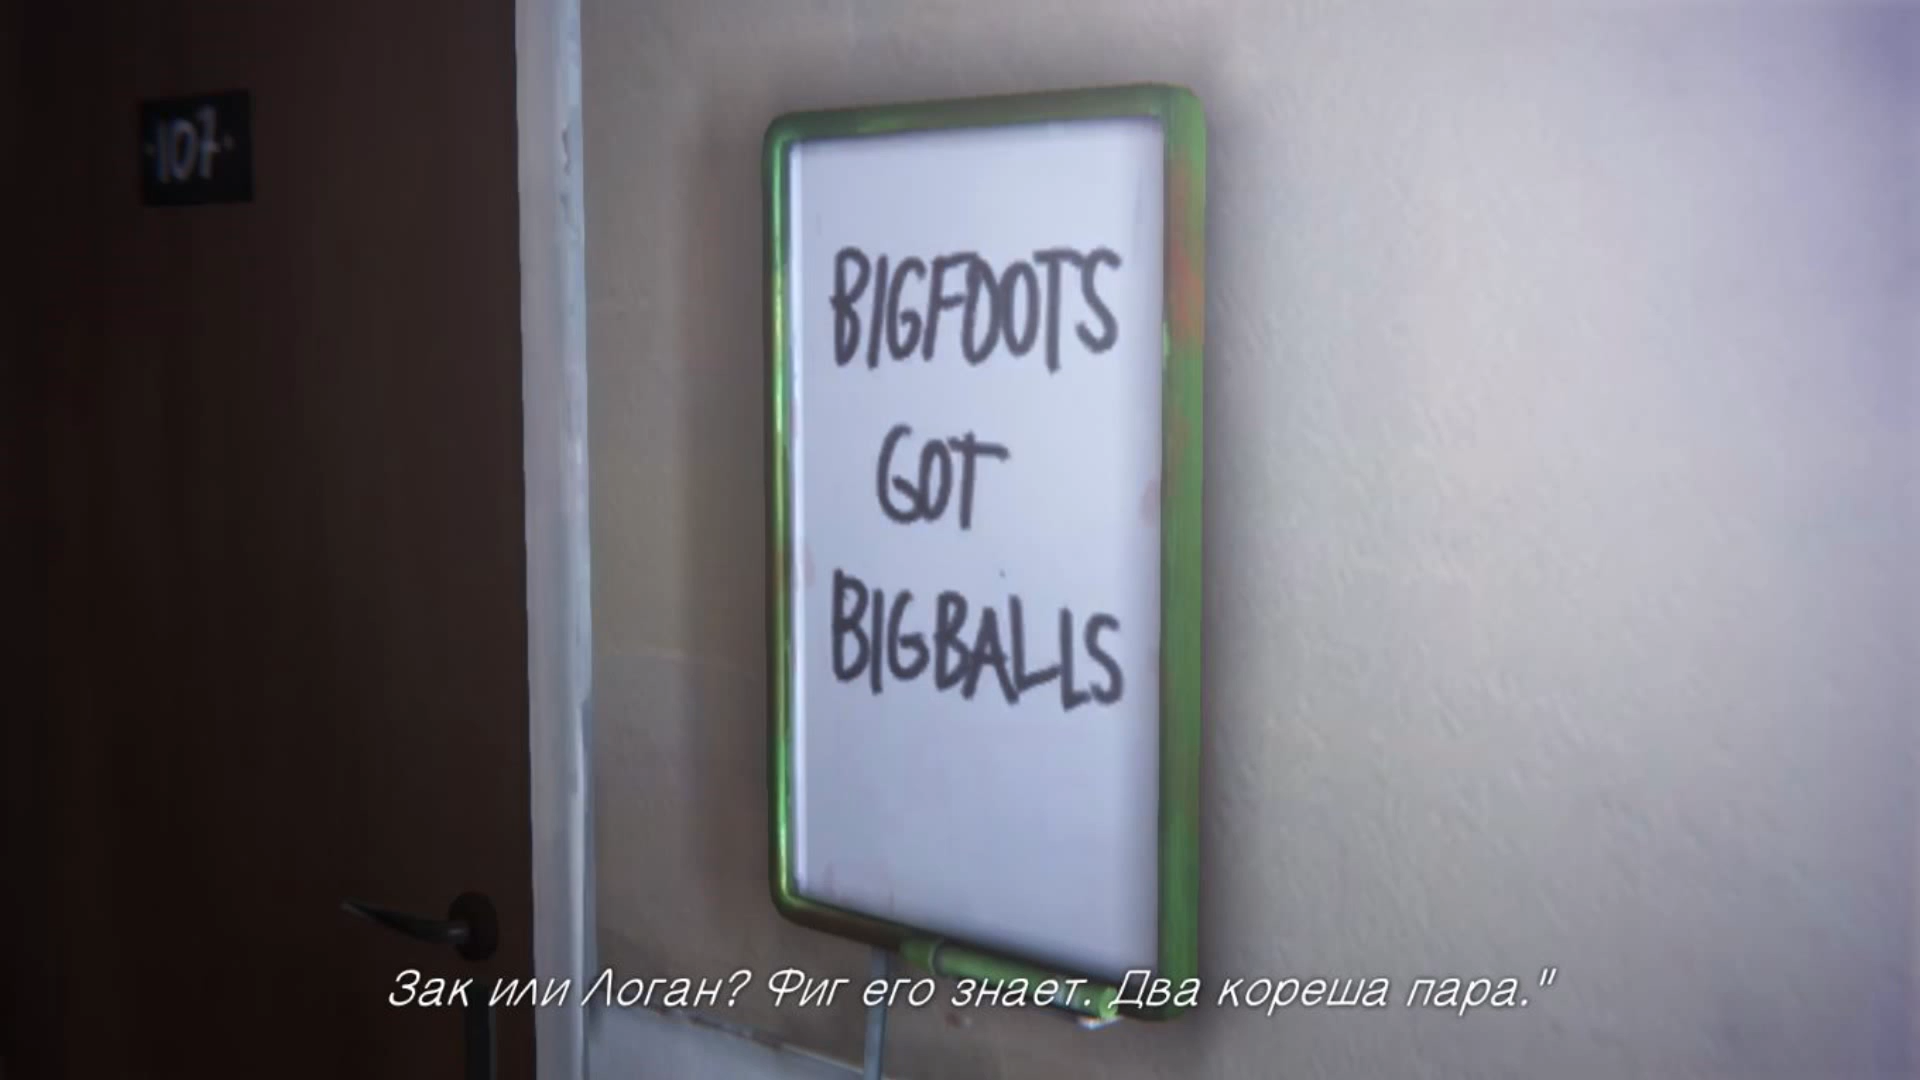 ·107·
BIGFOOTS
GOT
BIGBALLS
Зак или Логан? Фиг его знает. Два кореша пара."